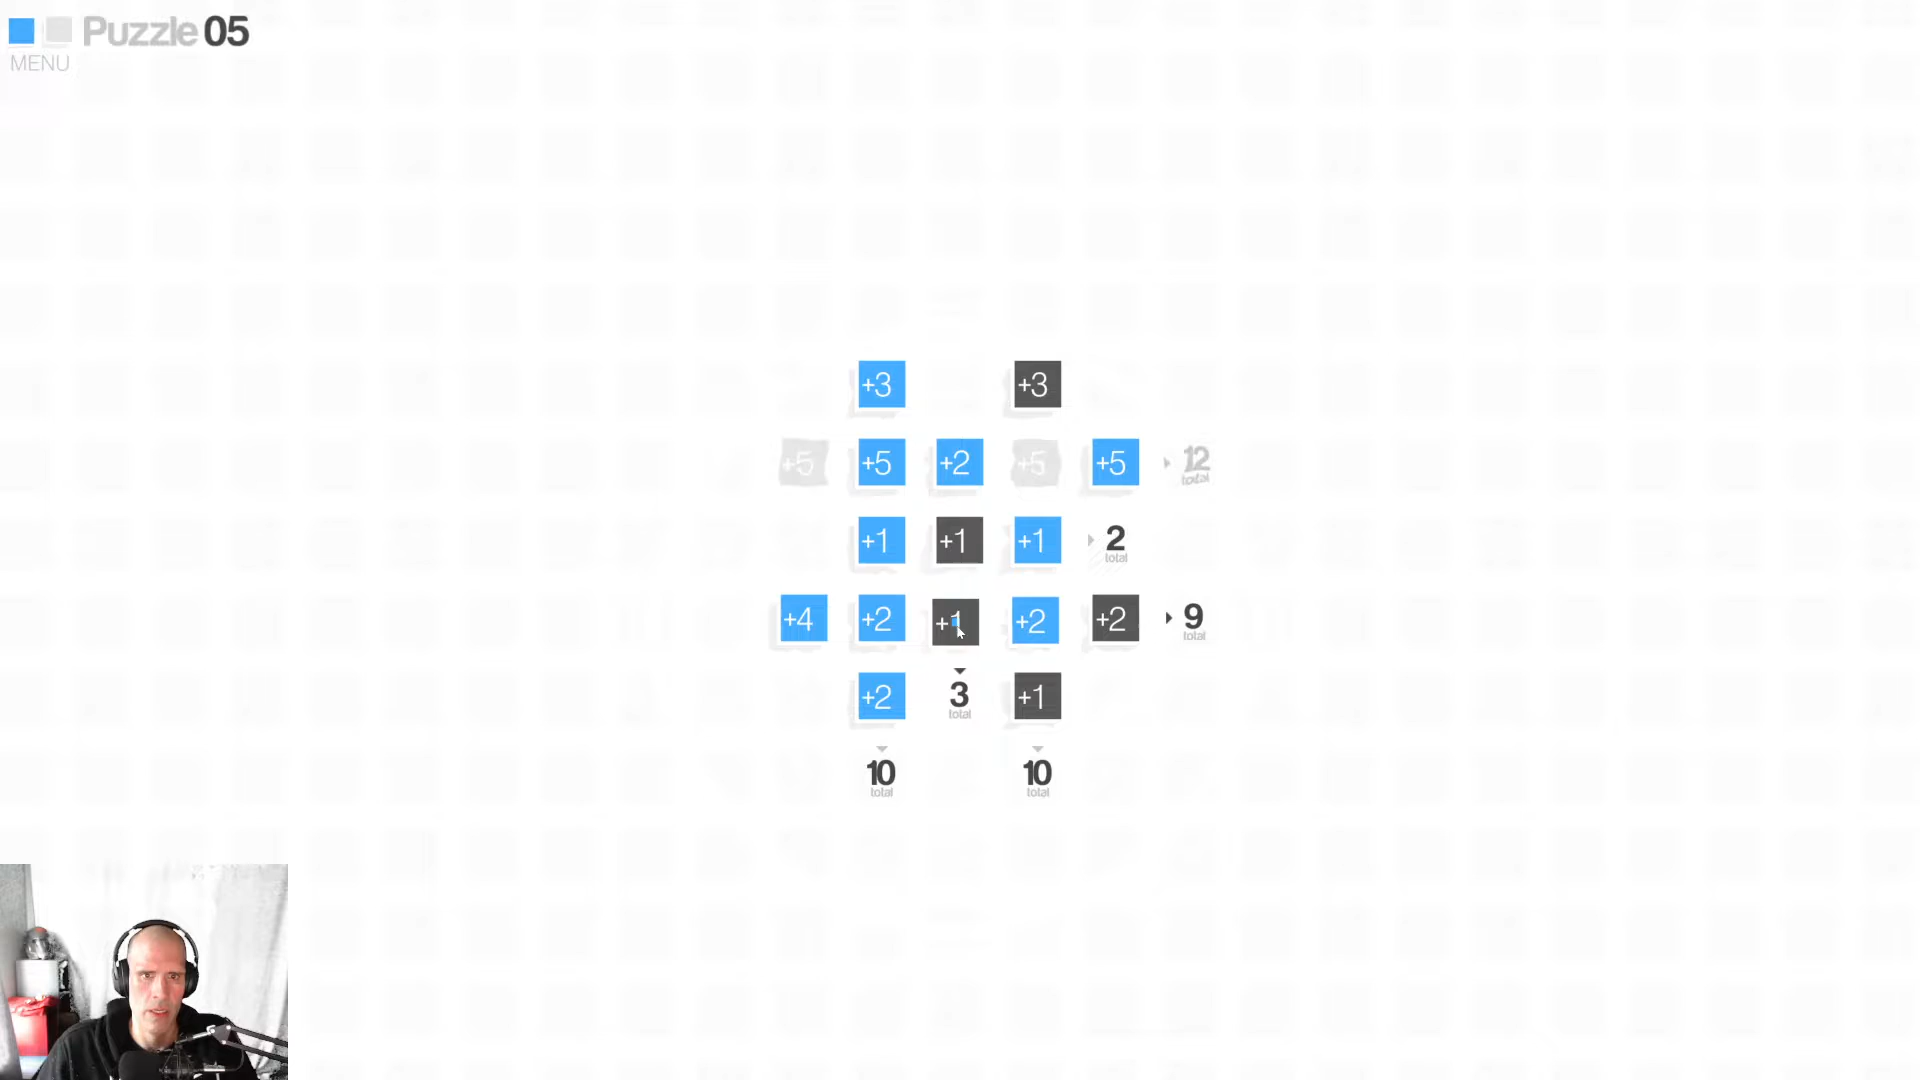 Puzzle 05
MENU
+3 +3
+5 +5 +2 +5 +5 12 total
+1 +1 +1 2 total
+4 +2 +1 +2 +2 9 total
+2 3 total +1
10 total 10 total